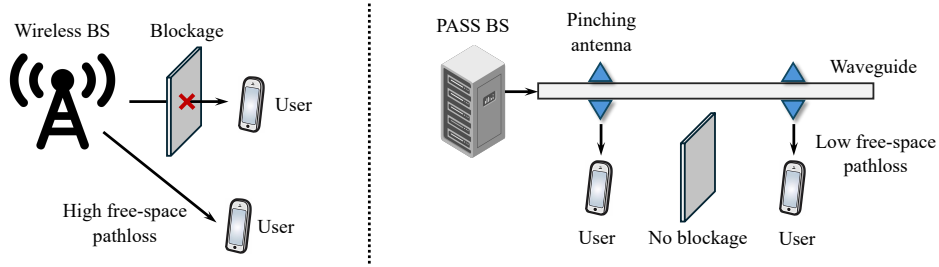 Wireless BS
Blockage
User
High free-space
pathloss
User
PASS BS
Pinching
antenna
Waveguide
Low free-space
pathloss
User
No blockage
User